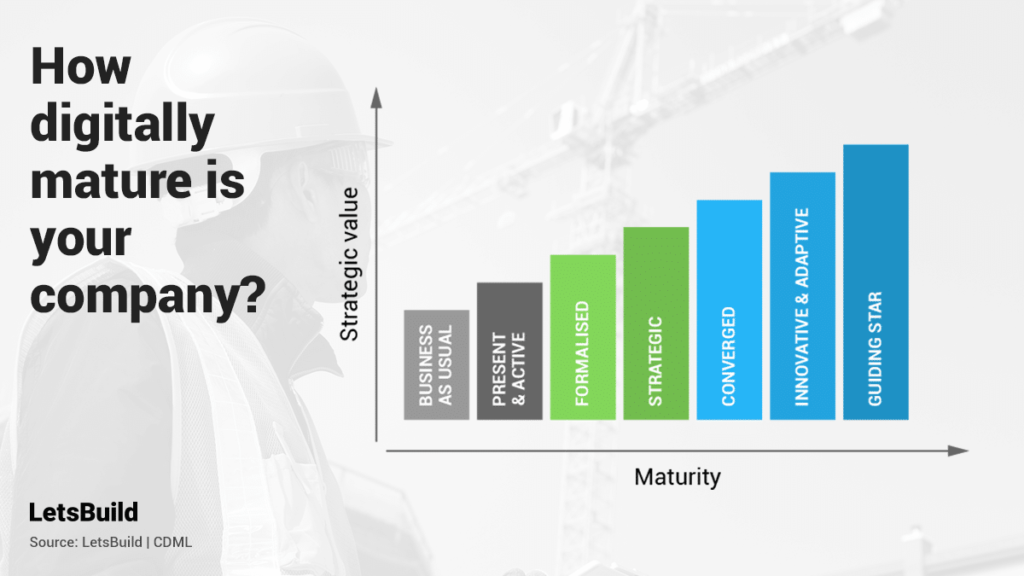 How
digitally
mature is
your
company?
Strategic value
BUSINESS
AS USUAL
PRESENT
& ACTIVE
FORMALISED
STRATEGIC
CONVERGED
INNOVATIVE & ADAPTIVE
GUIDING STAR
Maturity
LetsBuild
Source: LetsBuild | CDML